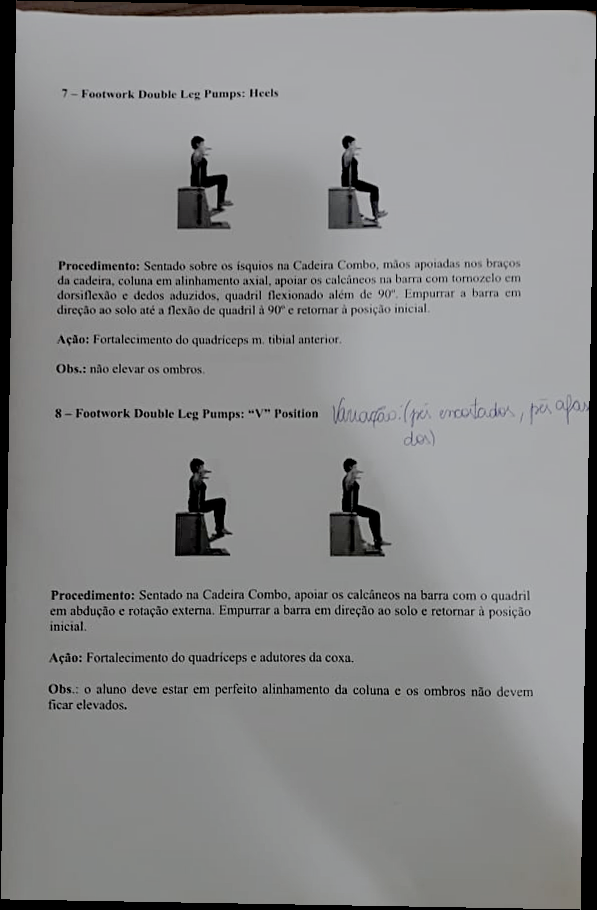 7 – Footwork Double Leg Pumps: Heels
Procedimento: Sentado sobre os ísquios na Cadeira Combo, mãos apoiadas nos braços
da cadeira, coluna em alinhamento axial, apoiar os calcâneos na barra com tornozelo em
dorsiflexão e dedos aduzidos, quadril flexionado além de 90º. Empurrar a barra em
direção ao solo até a flexão de quadril à 90º e retornar à posição inicial.
Ação: Fortalecimento do quadríceps m. tibial anterior.
Obs.: não elevar os ombros.
8 – Footwork Double Leg Pumps: “V” Position Variação: (pés encostados, pés afas
dos)
Procedimento: Sentado na Cadeira Combo, apoiar os calcâneos na barra com o quadril
em abdução e rotação externa. Empurrar a barra em direção ao solo e retornar à posição
inicial.
Ação: Fortalecimento do quadríceps e adutores da coxa.
Obs.: o aluno deve estar em perfeito alinhamento da coluna e os ombros não devem
ficar elevados.